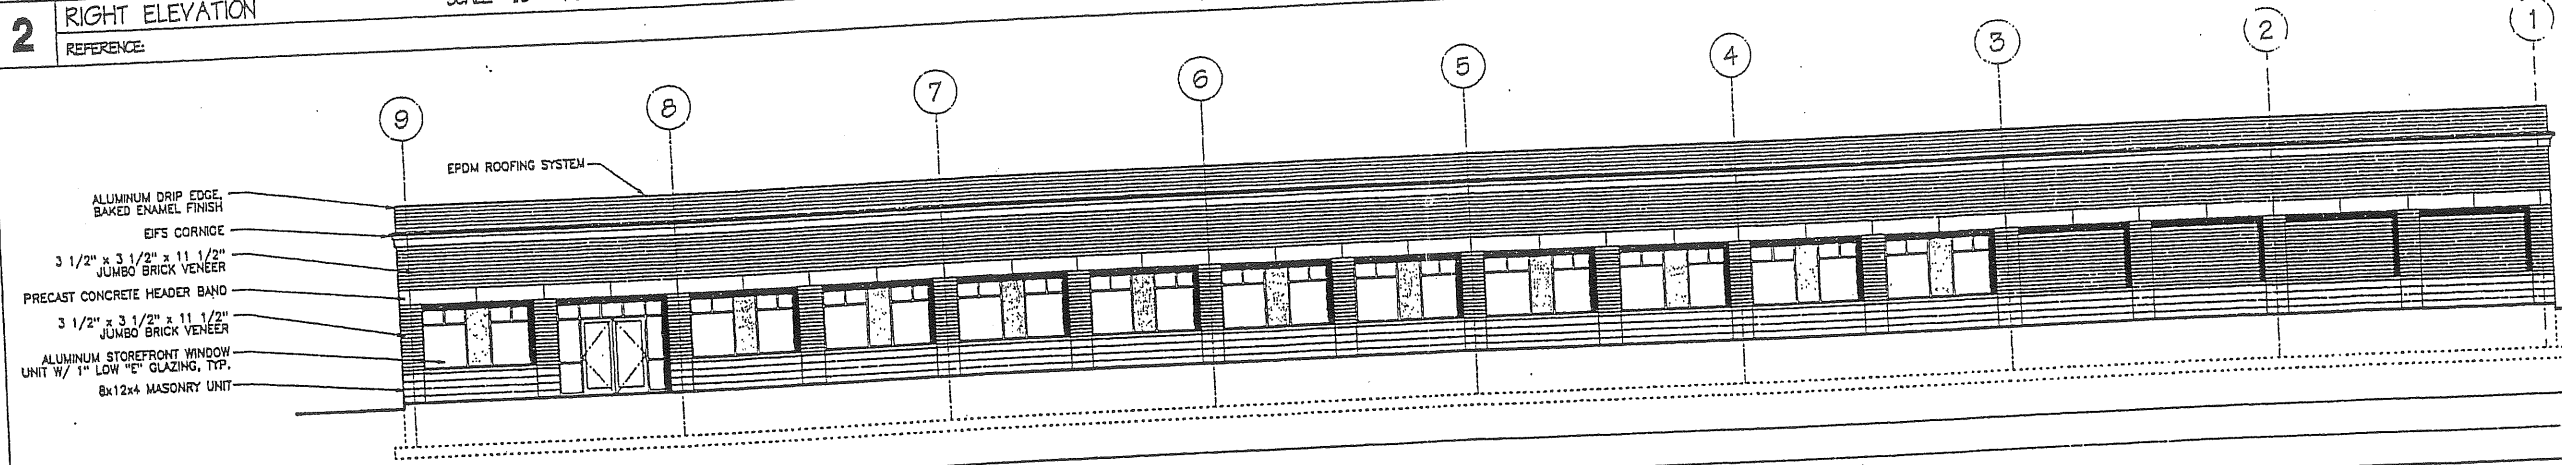 2
RIGHT ELEVATION
REFERENCE:
9
8
7
6
5
4
3
2
1
EPDM ROOFING SYSTEM
ALUMINUM DRIP EDGE,
BAKED ENAMEL FINISH
EIFS CORNICE
3 1/2" x 3 1/2" x 11 1/2"
JUMBO BRICK VENEER
PRECAST CONCRETE HEADER BAND
3 1/2" x 3 1/2" x 11 1/2"
JUMBO BRICK VENEER
ALUMINUM STOREFRONT WINDOW
UNIT W/ 1" LOW "E" GLAZING, TYP.
8x12x4 MASONRY UNIT